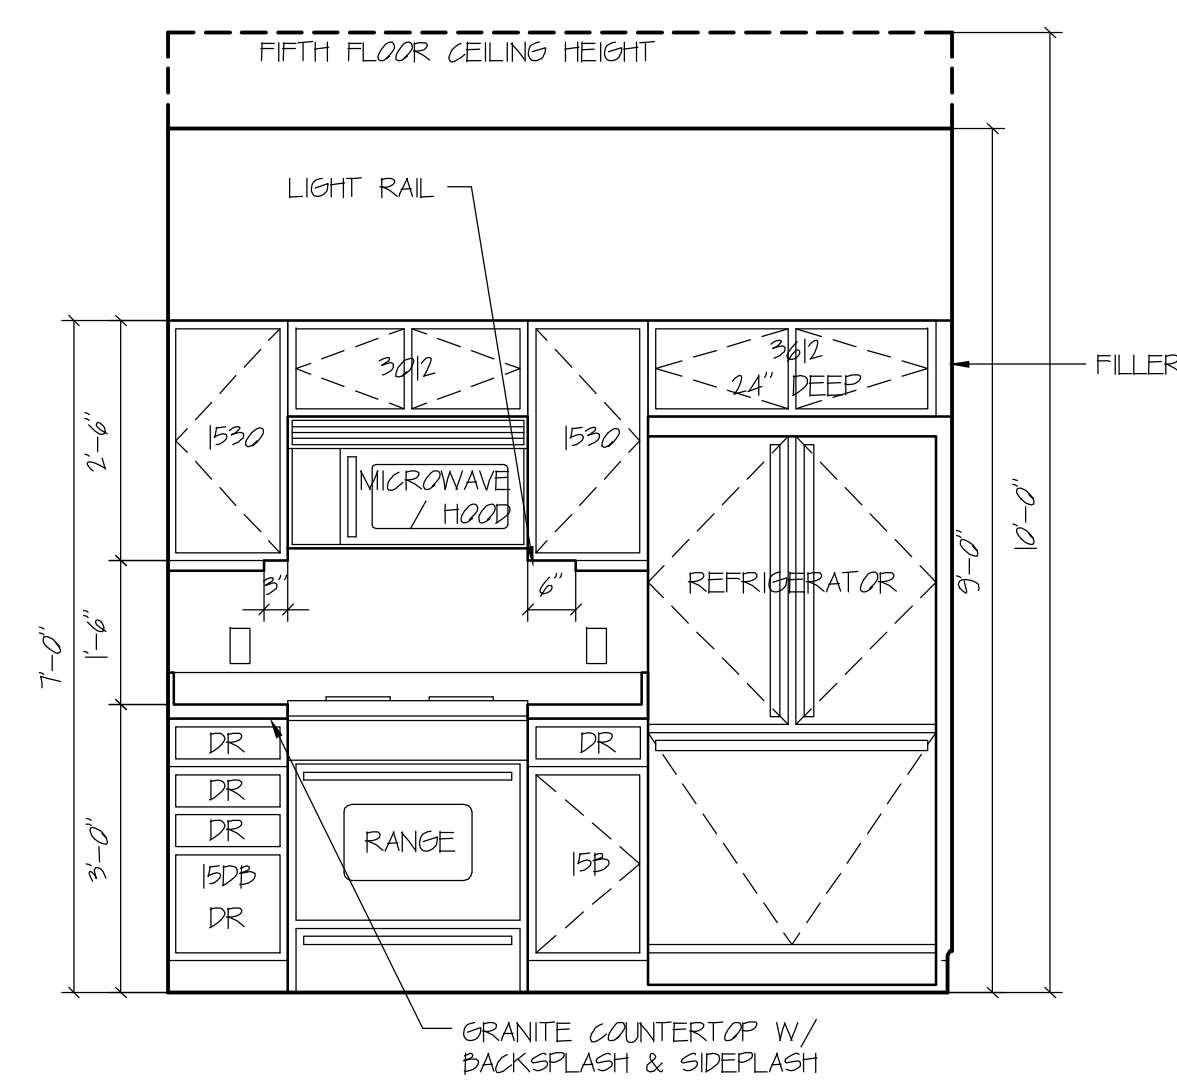 FIFTH FLOOR CEILING HEIGHT
LIGHT RAIL
3612
24" DEEP
FILLER
3012
1530
1530
2'-6"
MICROWAVE
/ HOOD
10'-0"
9'-0"
3"
6"
REFRIGERATOR
1'-6"
7'-0"
DR
DR
DR
DR
RANGE
3'-0"
15DB
DR
15B
GRANITE COUNTERTOP W/
BACKSPLASH & SIDEPLASH